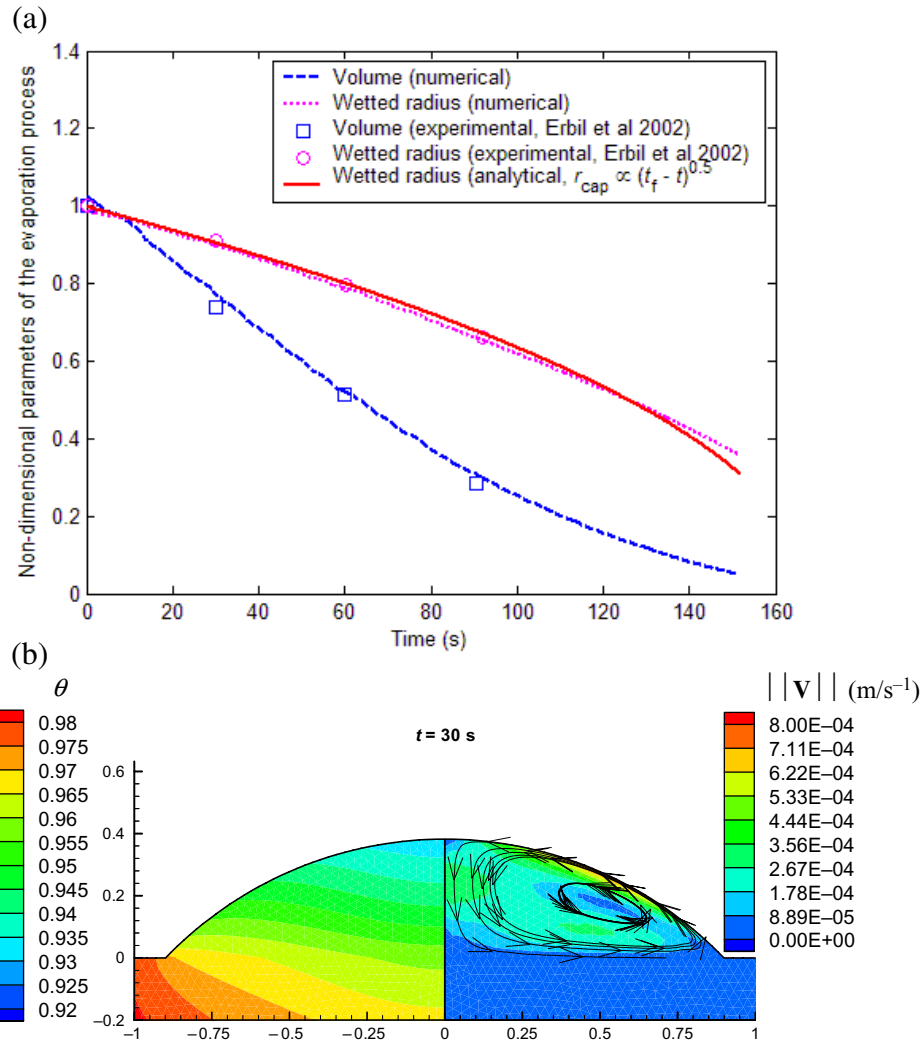 (a)
1.4
1.2
1
0.8
0.6
0.4
0.2
0
Non-dimensional parameters of the evaporation process
Volume (numerical)
Wetted radius (numerical)
Volume (experimental, Erbil et al 2002)
Wetted radius (experimental, Erbil et al 2002)
Wetted radius (analytical, r_cap ∝ (t_f - t)^0.5
0 20 40 60 80 100 120 140 160
Time (s)
(b)
θ
0.98
0.975
0.97
0.965
0.96
0.955
0.95
0.945
0.94
0.935
0.93
0.925
0.92
t = 30 s
0.6
0.4
0.2
0
–0.2
–1 –0.75 –0.5 –0.25 0 0.25 0.5 0.75 1
||V|| (m/s⁻¹)
8.00E–04
7.11E–04
6.22E–04
5.33E–04
4.44E–04
3.56E–04
2.67E–04
1.78E–04
8.89E–05
0.00E+00